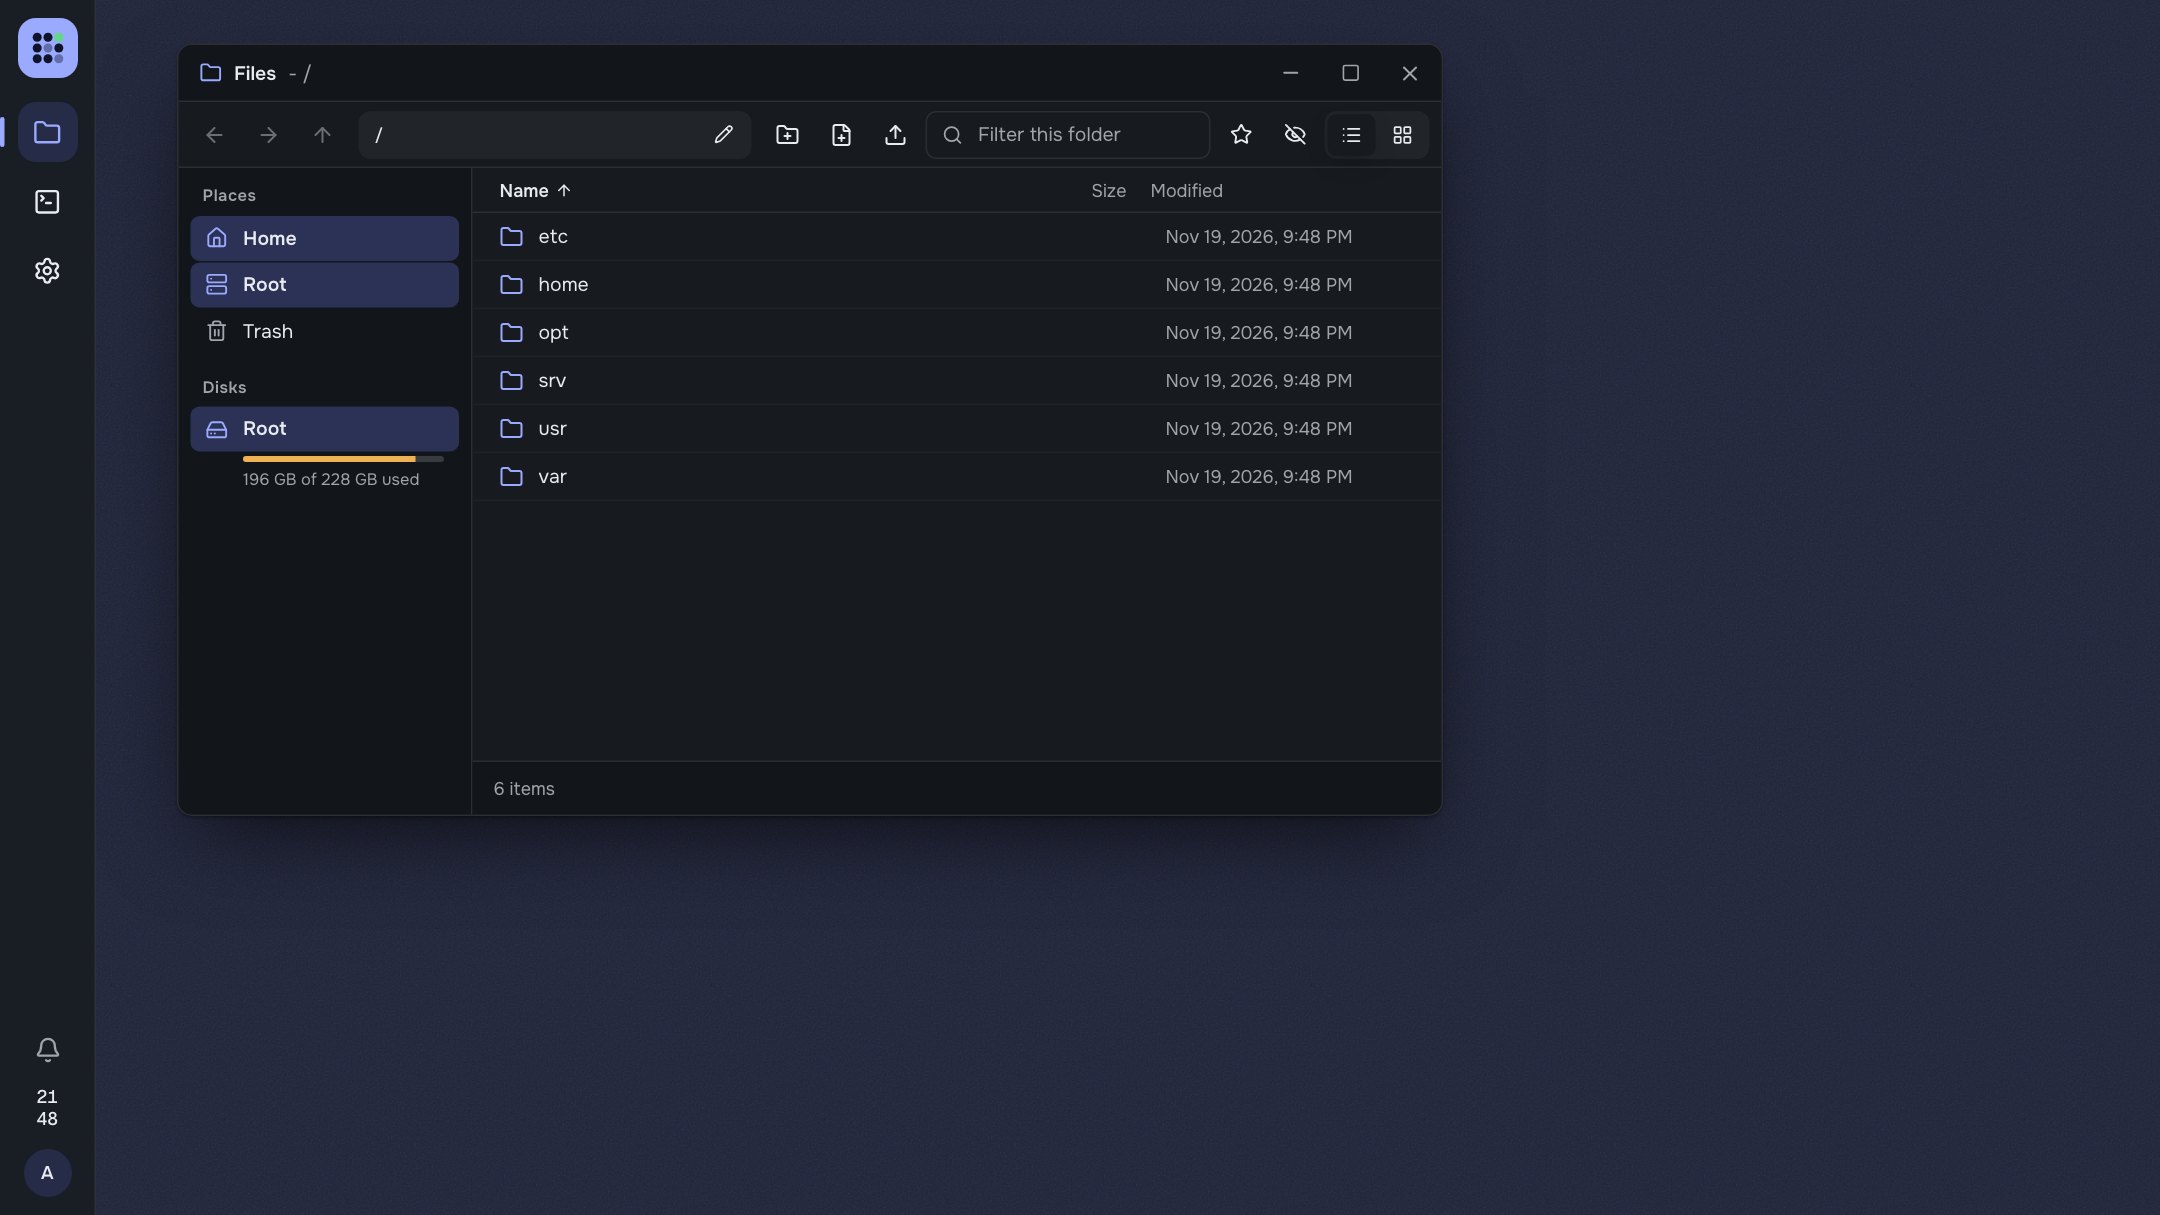 Files - /
/
Filter this folder
Places
Home
Root
Trash
Disks
Root
196 GB of 228 GB used
Name Size Modified
etc Nov 19, 2026, 9:48 PM
home Nov 19, 2026, 9:48 PM
opt Nov 19, 2026, 9:48 PM
srv Nov 19, 2026, 9:48 PM
usr Nov 19, 2026, 9:48 PM
var Nov 19, 2026, 9:48 PM
6 items
21
48
A